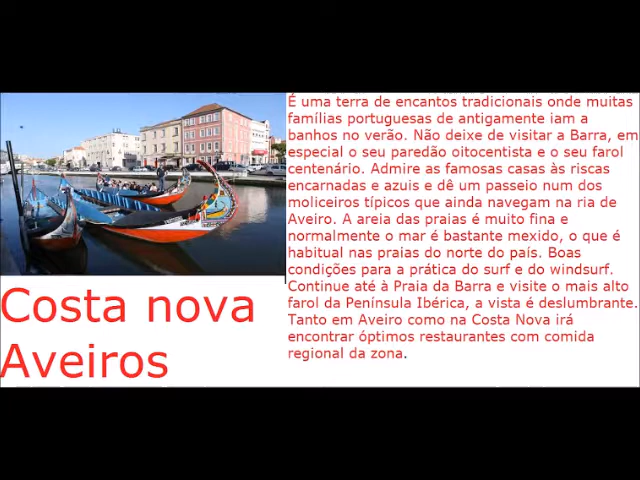 É uma terra de encantos tradicionais onde muitas
famílias portuguesas de antigamente iam a
banhos no verão. Não deixe de visitar a Barra, em
especial o seu paredão oitocentista e o seu farol
centenário. Admire as famosas casas às riscas
encarnadas e azuis e dê um passeio num dos
moliceiros típicos que ainda navegam na ria de
Aveiro. A areia das praias é muito fina e
normalmente o mar é bastante mexido, o que é
habitual nas praias do norte do país. Boas
condições para a prática do surf e do windsurf.
Continue até à Praia da Barra e visite o mais alto
farol da Península Ibérica, a vista é deslumbrante.
Tanto em Aveiro como na Costa Nova irá
encontrar óptimos restaurantes com comida
regional da zona.
Costa nova
Aveiros